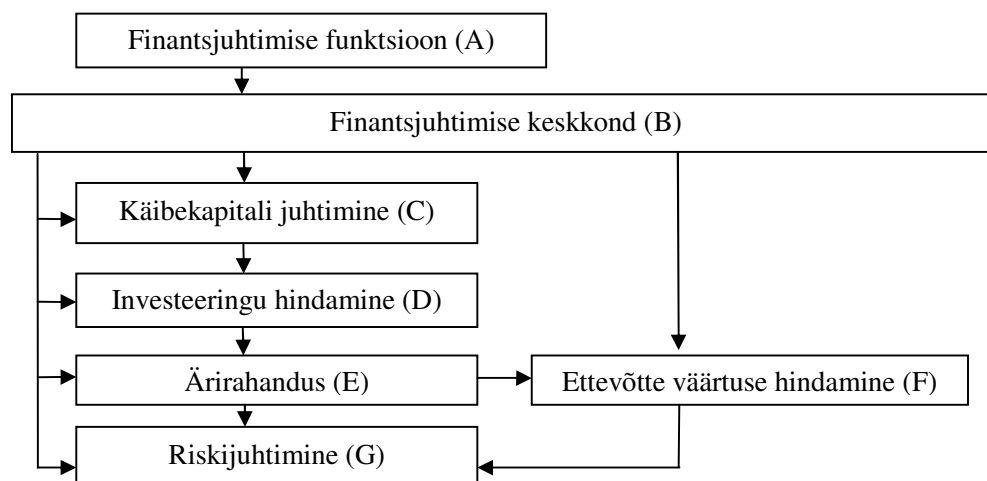 Finantsjuhtimise funktsioon (A)
Finantsjuhtimise keskkond (B)
Käibekapitali juhtimine (C)
Investeeringu hindamine (D)
Ärirahandus (E)
Ettevõtte väärtuse hindamine (F)
Riskijuhtimine (G)